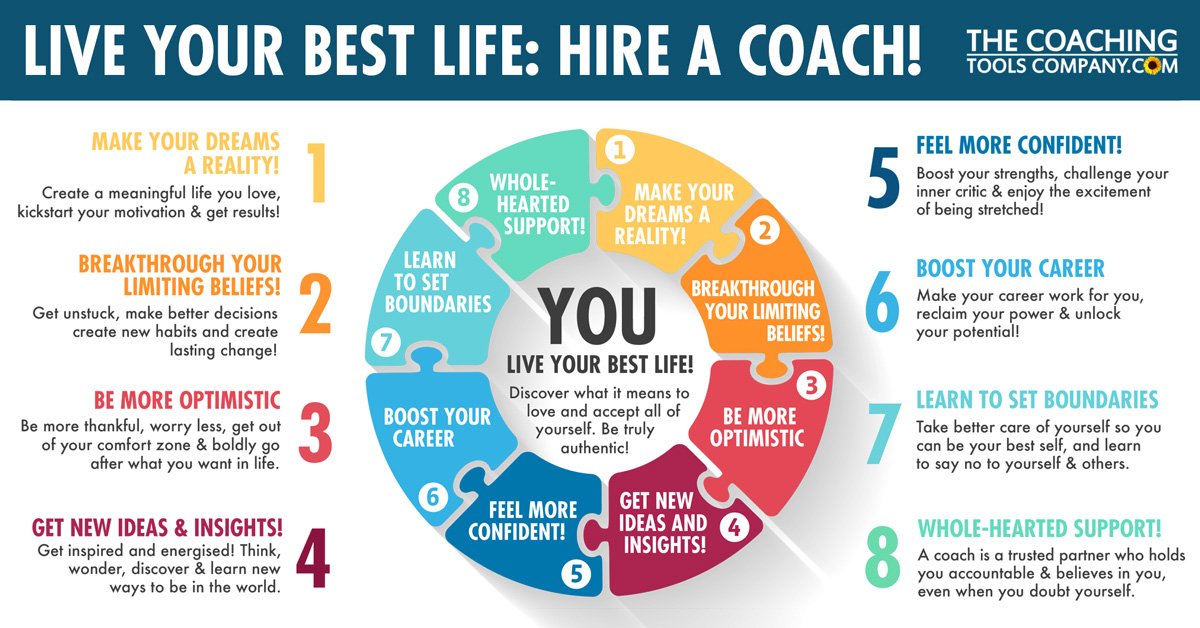 LIVE YOUR BEST LIFE: HIRE A COACH!
THE COACHING
TOOLS COMPANY.COM
MAKE YOUR DREAMS
A REALITY!
1
Create a meaningful life you love,
kickstart your motivation & get results!
BREAKTHROUGH YOUR
LIMITING BELIEFS!
2
Get unstuck, make better decisions
create new habits and create
lasting change!
BE MORE OPTIMISTIC
3
Be more thankful, worry less, get out
of your comfort zone & boldly go
after what you want in life.
GET NEW IDEAS & INSIGHTS!
4
Get inspired and energised! Think,
wonder, discover & learn new
ways to be in the world.
1
MAKE YOUR
DREAMS A
REALITY!
2
BREAKTHROUGH
YOUR LIMITING
BELIEFS!
3
BE MORE
OPTIMISTIC
GET NEW
IDEAS AND
INSIGHTS!
4
FEEL MORE
CONFIDENT!
5
BOOST YOUR
CAREER
6
LEARN
TO SET
BOUNDARIES
7
8
WHOLE-
HEARTED
SUPPORT!
YOU
LIVE YOUR BEST LIFE!
Discover what it means to
love and accept all of
yourself. Be truly
authentic!
5
FEEL MORE CONFIDENT!
Boost your strengths, challenge your
inner critic & enjoy the excitement
of being stretched!
6
BOOST YOUR CAREER
Make your career work for you,
reclaim your power & unlock
your potential!
7
LEARN TO SET BOUNDARIES
Take better care of yourself so you
can be your best self, and learn
to say no to yourself & others.
8
WHOLE-HEARTED SUPPORT!
A coach is a trusted partner who holds
you accountable & believes in you,
even when you doubt yourself.